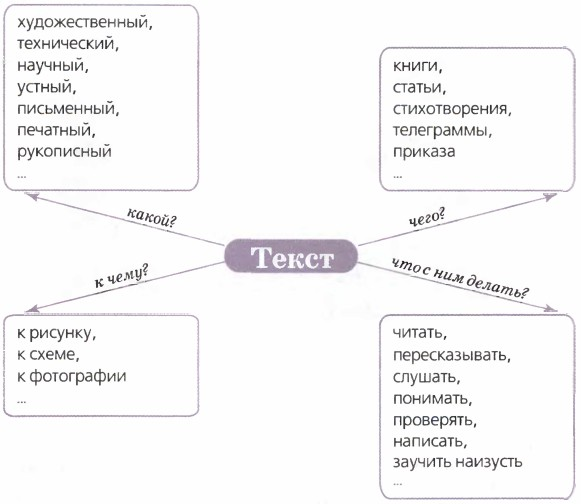 художественный,
технический,
научный,
устный,
письменный,
печатный,
рукописный
...
книги,
статьи,
стихотворения,
телеграммы,
приказа
...
какой?
чего?
Текст
к чему?
что с ним делать?
к рисунку,
к схеме,
к фотографии
...
читать,
пересказывать,
слушать,
понимать,
проверять,
написать,
заучить наизусть
...